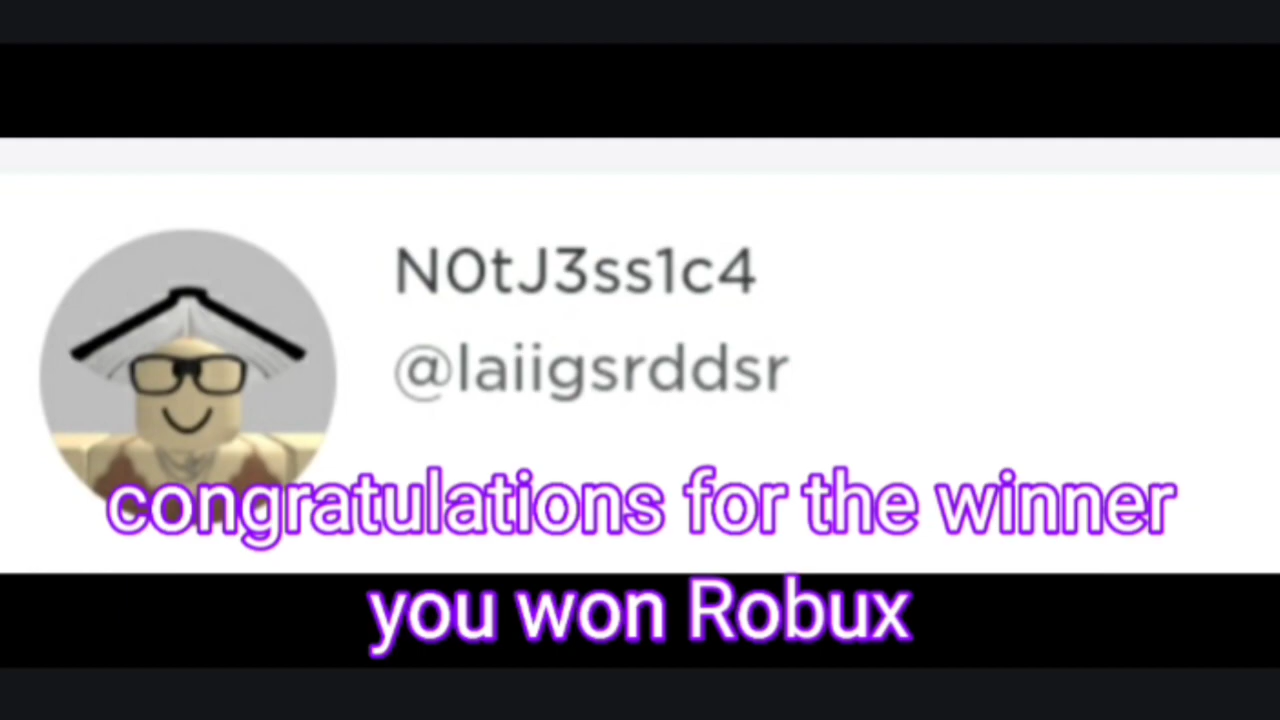 N0tJ3ss1c4
@laiigsrddsr
congratulations for the winner
you won Robux